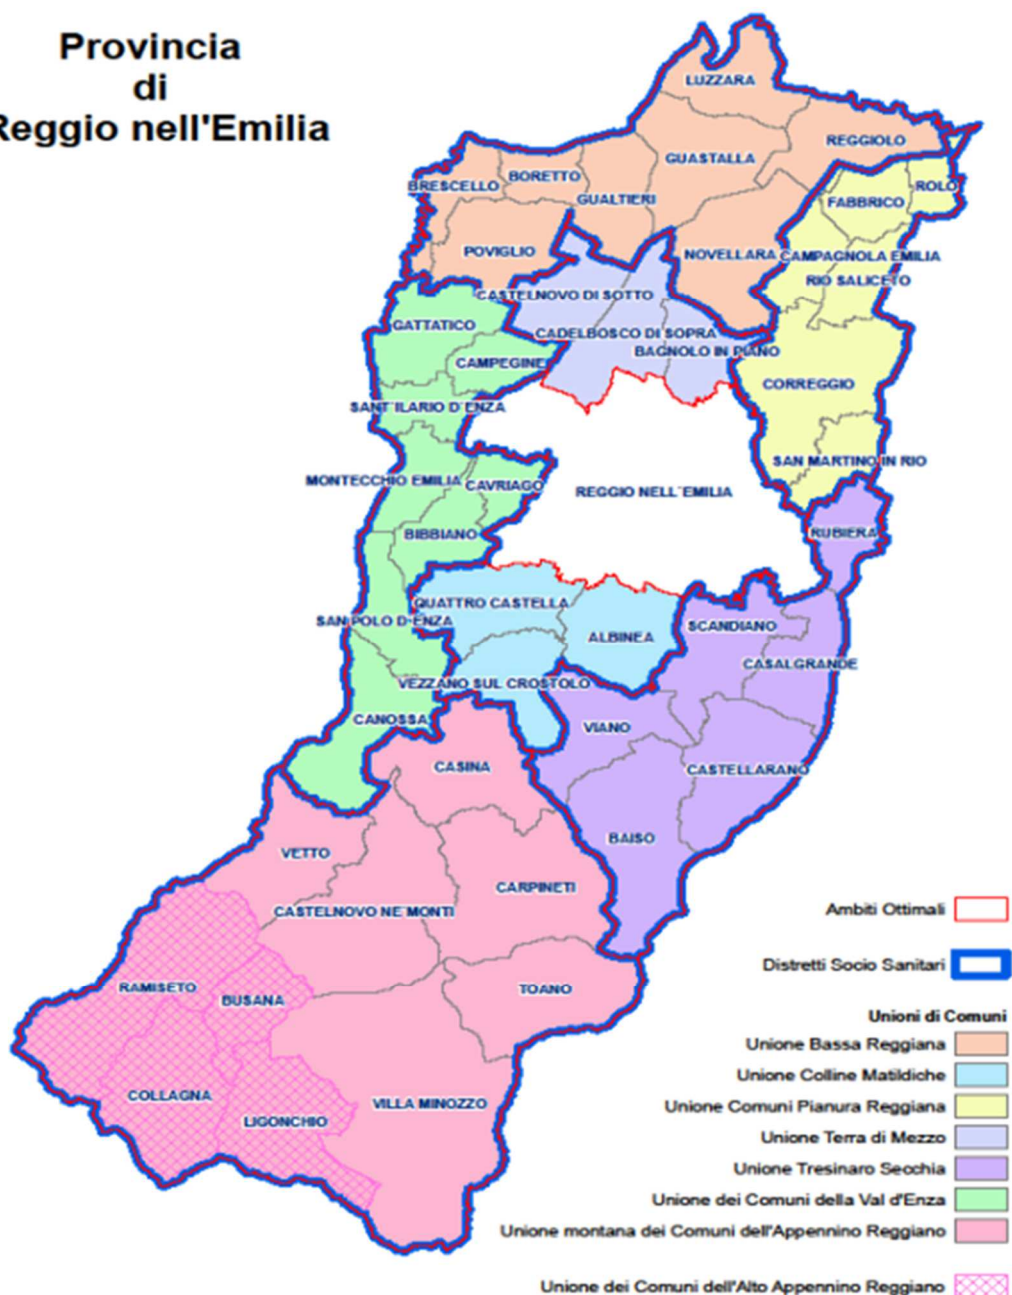 Provincia
di
Reggio nell'Emilia
LUZZARA
REGGIOLO
GUASTALLA
BORETTO
BRESCELLO
GUALTIERI
ROLO
FABBRICO
POVIGLIO
NOVELLARA
CAMPAGNOLA EMILIA
RIO SALICETO
CASTELNOVO DI SOTTO
GATTATICO
CADELBOSCO DI SOPRA
BAGNOLO IN PIANO
CAMPEGINE
CORREGGIO
SANT'ILARIO D'ENZA
SAN MARTINO IN RIO
MONTECCHIO EMILIA
CAVRIAGO
REGGIO NELL'EMILIA
RUBIERA
BIBBIANO
QUATTRO CASTELLA
SAN POLO D'ENZA
SCANDIANO
ALBINEA
CASALGRANDE
VEZZANO SUL CROSTOLO
CANOSSA
VIANO
CASINA
CASTELLARANO
BAISO
VETTO
CARPINETI
CASTELNOVO NE'MONTI
RAMISETO
BUSANA
TOANO
COLLAGNA
LIGONCHIO
VILLA MINOZZO
Ambiti Ottimali
Distretti Socio Sanitari
Unioni di Comuni
Unione Bassa Reggiana
Unione Colline Matildiche
Unione Comuni Pianura Reggiana
Unione Terra di Mezzo
Unione Tresinaro Secchia
Unione dei Comuni della Val d'Enza
Unione montana dei Comuni dell'Appennino Reggiano
Unione dei Comuni dell'Alto Appennino Reggiano